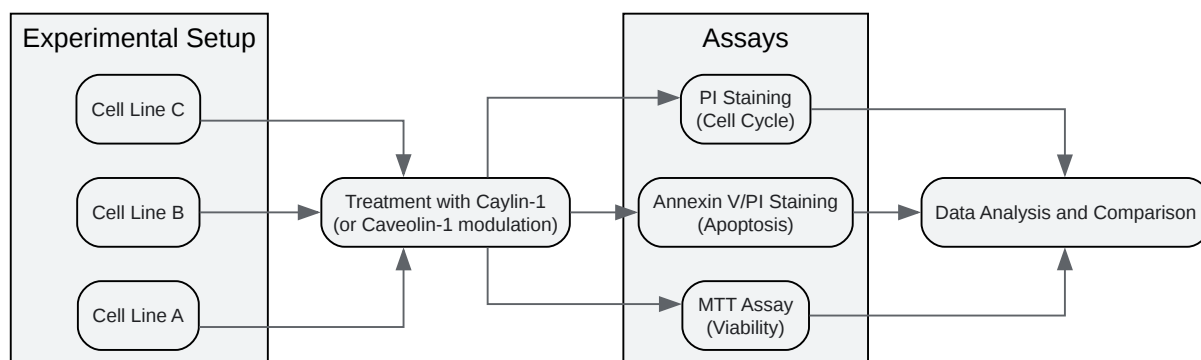 Experimental Setup
Cell Line C
Cell Line B
Cell Line A
Treatment with Caylin-1
(or Caveolin-1 modulation)
Assays
PI Staining
(Cell Cycle)
Annexin V/PI Staining
(Apoptosis)
MTT Assay
(Viability)
Data Analysis and Comparison